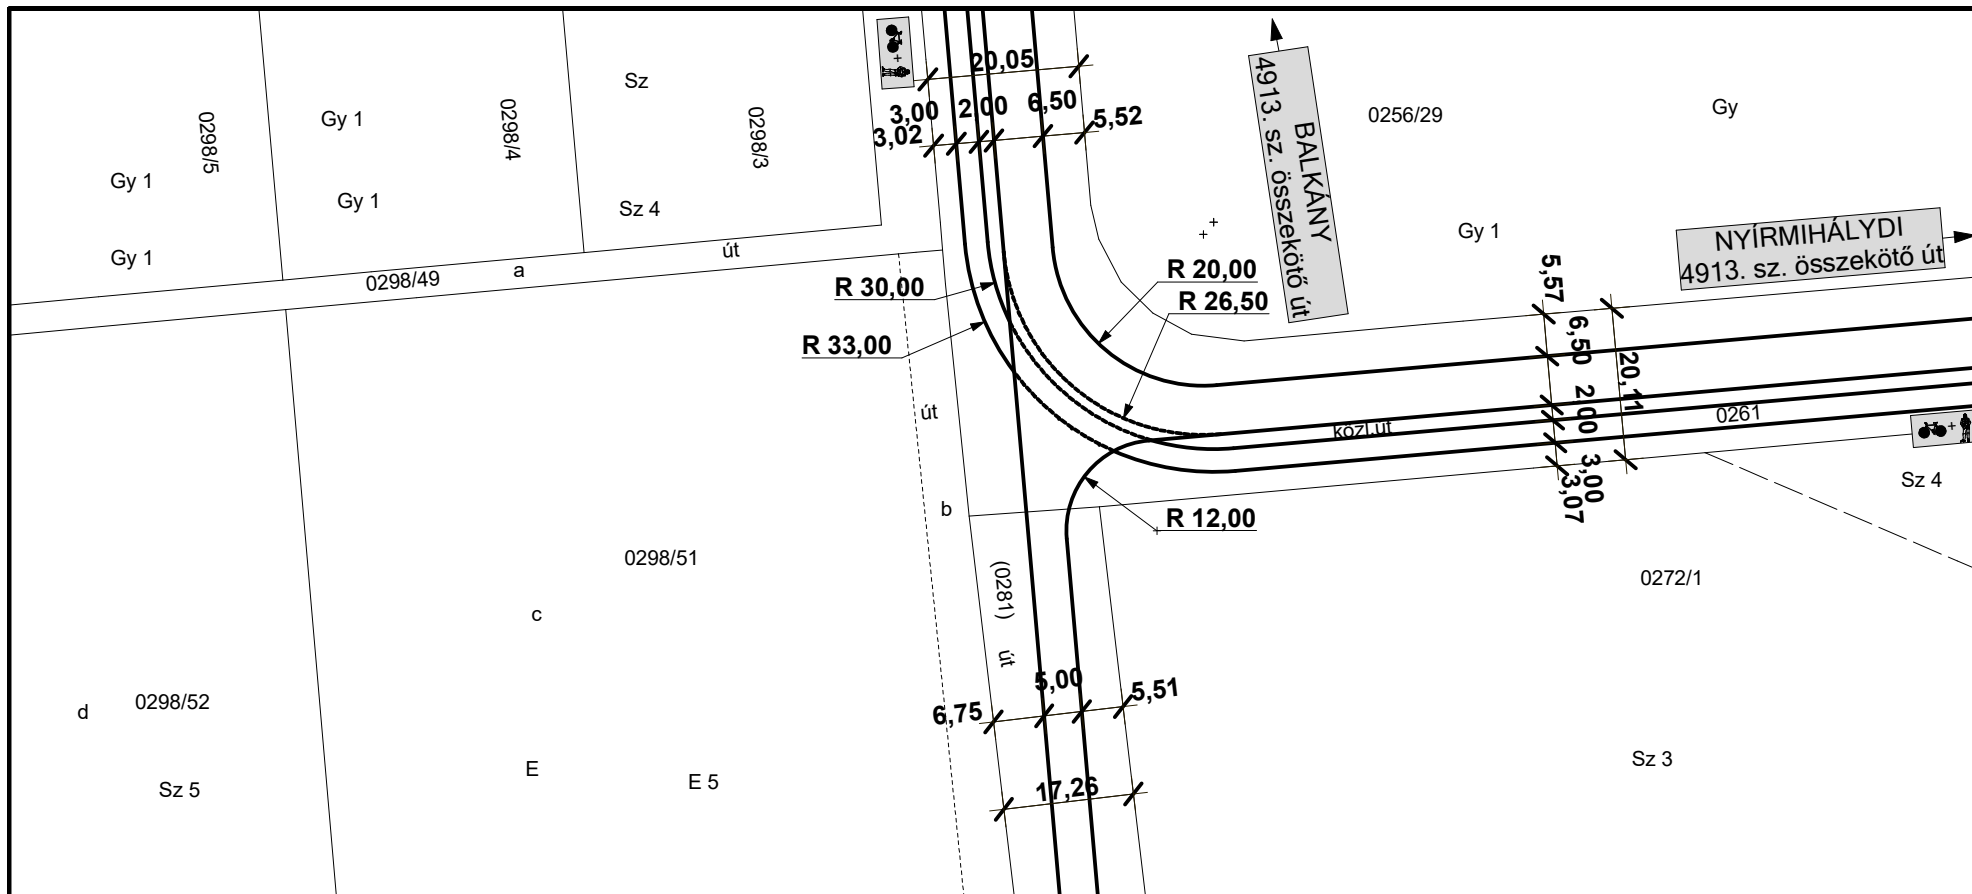 20,05
3,00
2,00
6,50
5,52
3,02
Sz
0298/5
Gy 1
0298/4
0298/3
Gy 1
Gy 1
Sz 4
Gy 1
0298/49
a
út
BALKÁNY
4913. sz. összekötő út
0256/29
Gy
Gy 1
NYÍRMIHÁLYDI
4913. sz. összekötő út
R 20,00
R 30,00
R 26,50
R 33,00
5,57
6,50
2,00
3,00
3,07
20,11
közl.út
0261
Sz 4
út
b
R 12,00
0298/51
c
(0281)
út
0272/1
5,00
5,51
6,75
17,26
d
0298/52
Sz 5
E
E 5
Sz 3